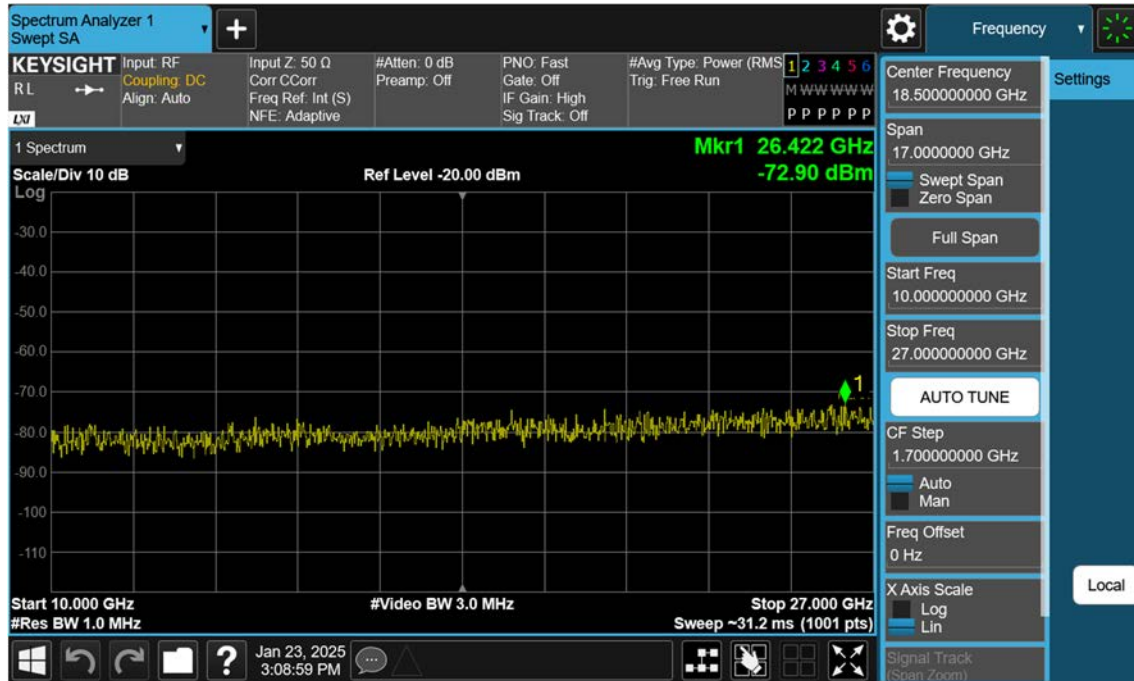 Spectrum Analyzer 1
Swept SA
Frequency
KEYSIGHT
RL
LXI
Input: RF
Coupling: DC
Align: Auto
Input Z: 50 Ω
Corr CCorr
Freq Ref: Int (S)
NFE: Adaptive
#Atten: 0 dB
Preamp: Off
PNO: Fast
Gate: Off
IF Gain: High
Sig Track: Off
#Avg Type: Power (RMS
Trig: Free Run
1 2 3 4 5 6
M W W W W W
P P P P P P
Settings
1 Spectrum
Mkr1 26.422 GHz
-72.90 dBm
Scale/Div 10 dB
Ref Level -20.00 dBm
Log
-30.0
-40.0
-50.0
-60.0
-70.0
-80.0
-90.0
-100
-110
1
Start 10.000 GHz
#Video BW 3.0 MHz
Stop 27.000 GHz
#Res BW 1.0 MHz
Sweep ~31.2 ms (1001 pts)
Center Frequency
18.500000000 GHz
Span
17.0000000 GHz
Swept Span
Zero Span
Full Span
Start Freq
10.000000000 GHz
Stop Freq
27.000000000 GHz
AUTO TUNE
CF Step
1.700000000 GHz
Auto
Man
Freq Offset
0 Hz
X Axis Scale
Log
Lin
Signal Track
(Span Zoom)
Local
?
Jan 23, 2025
3:08:59 PM